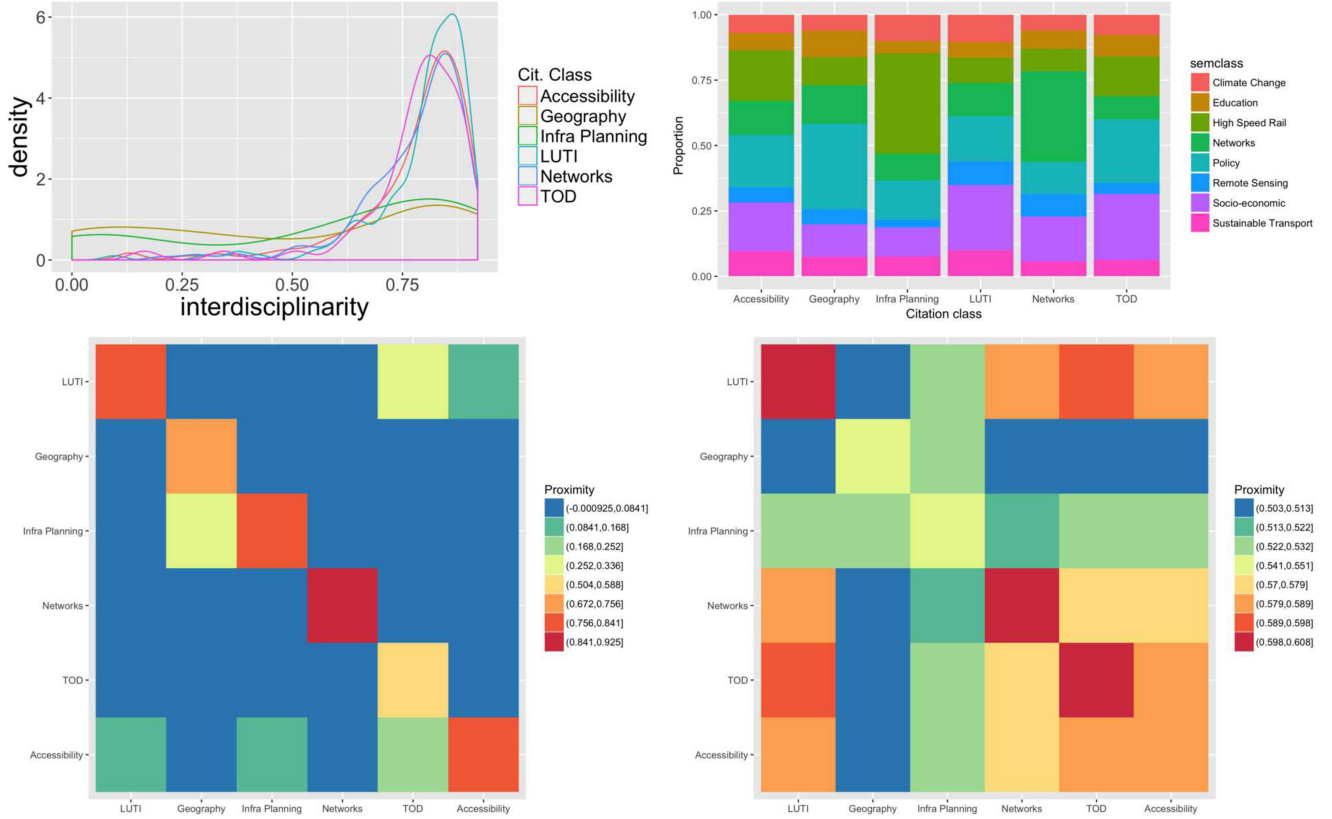 6
4
2
0
density
0.00
0.25
0.50
0.75
interdisciplinarity
Cit. Class
Accessibility
Geography
Infra Planning
LUTI
Networks
TOD
1.00
0.75
0.50
0.25
0.00
Proportion
Accessibility
Geography
Infra Planning
LUTI
Networks
TOD
Citation class
semclass
Climate Change
Education
High Speed Rail
Networks
Policy
Remote Sensing
Socio-economic
Sustainable Transport
LUTI
Geography
Infra Planning
Networks
TOD
Accessibility
LUTI
Geography
Infra Planning
Networks
TOD
Accessibility
Proximity
(-0.000925,0.0841]
(0.0841,0.168]
(0.168,0.252]
(0.252,0.336]
(0.504,0.588]
(0.672,0.756]
(0.756,0.841]
(0.841,0.925]
LUTI
Geography
Infra Planning
Networks
TOD
Accessibility
LUTI
Geography
Infra Planning
Networks
TOD
Accessibility
Proximity
(0.503,0.513]
(0.513,0.522]
(0.522,0.532]
(0.541,0.551]
(0.57,0.579]
(0.579,0.589]
(0.589,0.598]
(0.598,0.608]